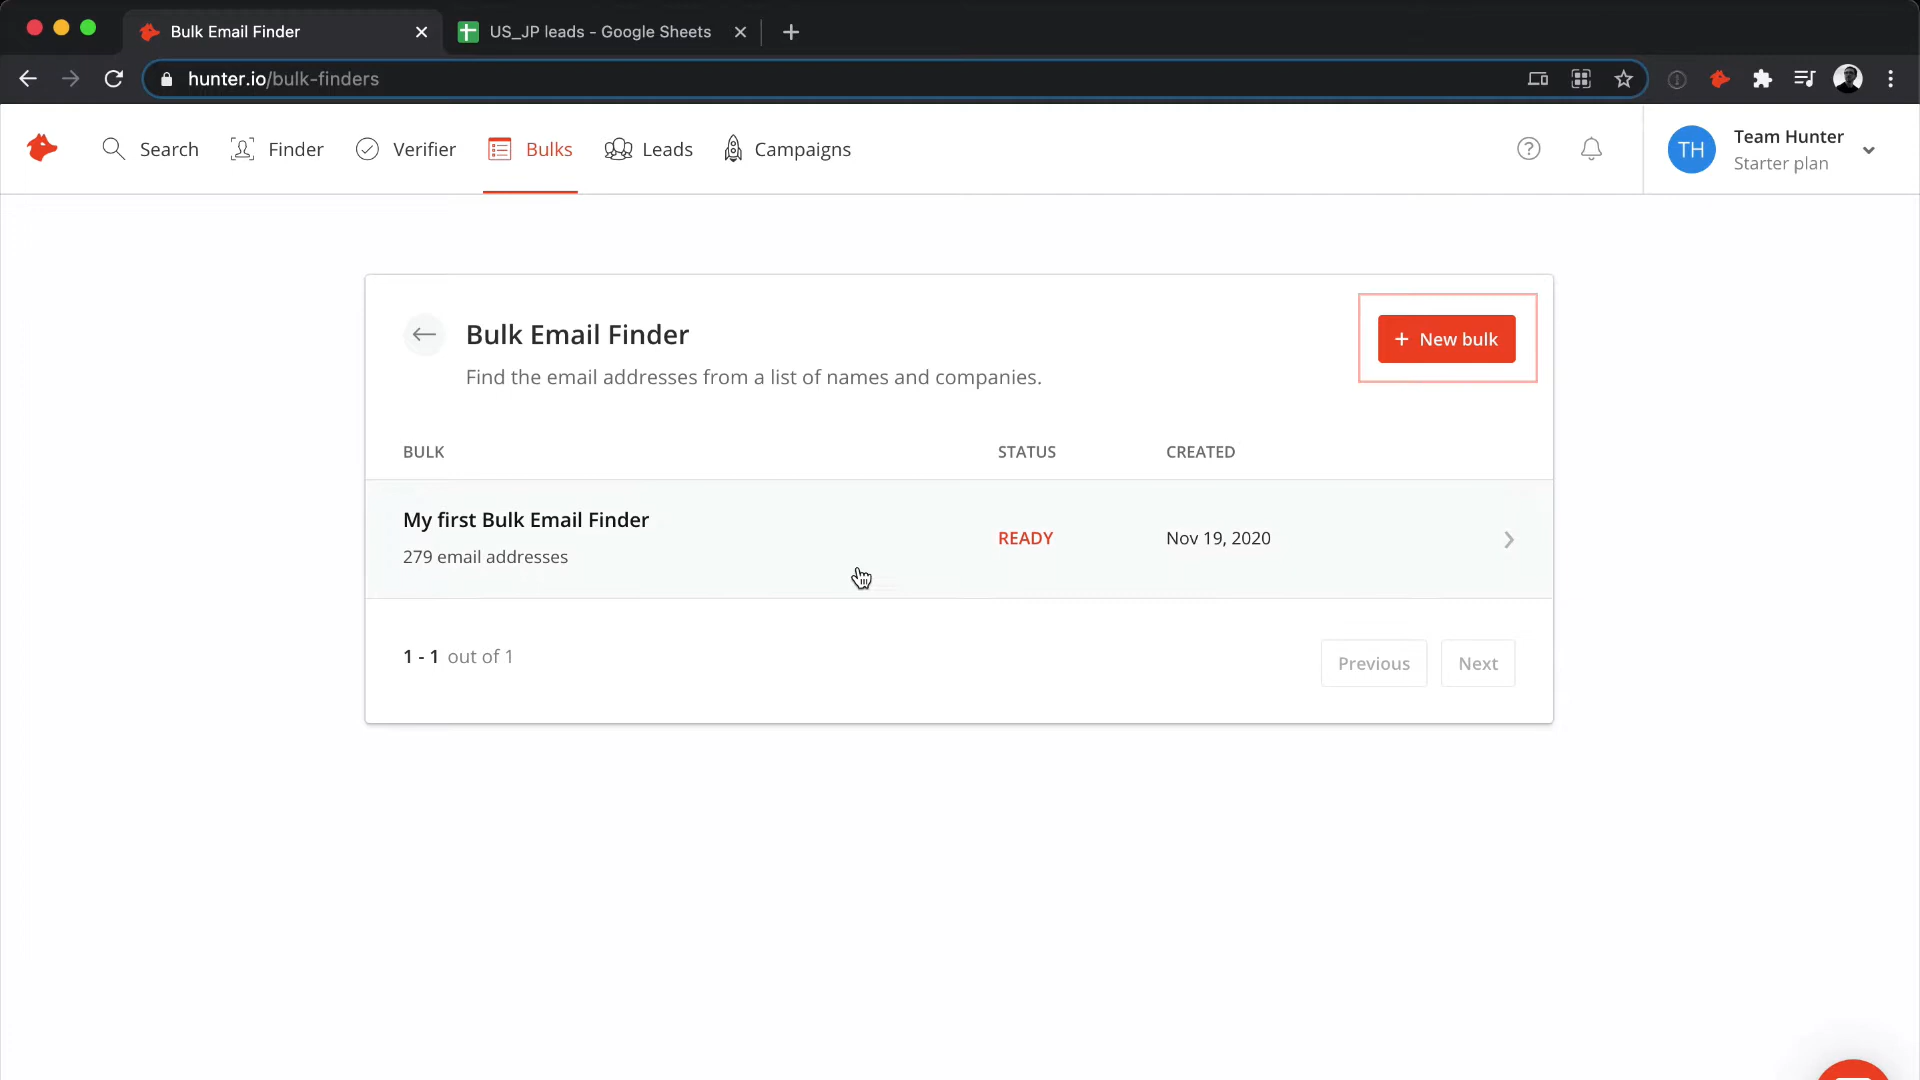 Bulk Email Finder
US_JP leads - Google Sheets
hunter.io/bulk-finders
Search
Finder
Verifier
Bulks
Leads
Campaigns
TH
Team Hunter
Starter plan
Bulk Email Finder
Find the email addresses from a list of names and companies.
+ New bulk
BULK
STATUS
CREATED
My first Bulk Email Finder
279 email addresses
READY
Nov 19, 2020
1 - 1 out of 1
Previous
Next